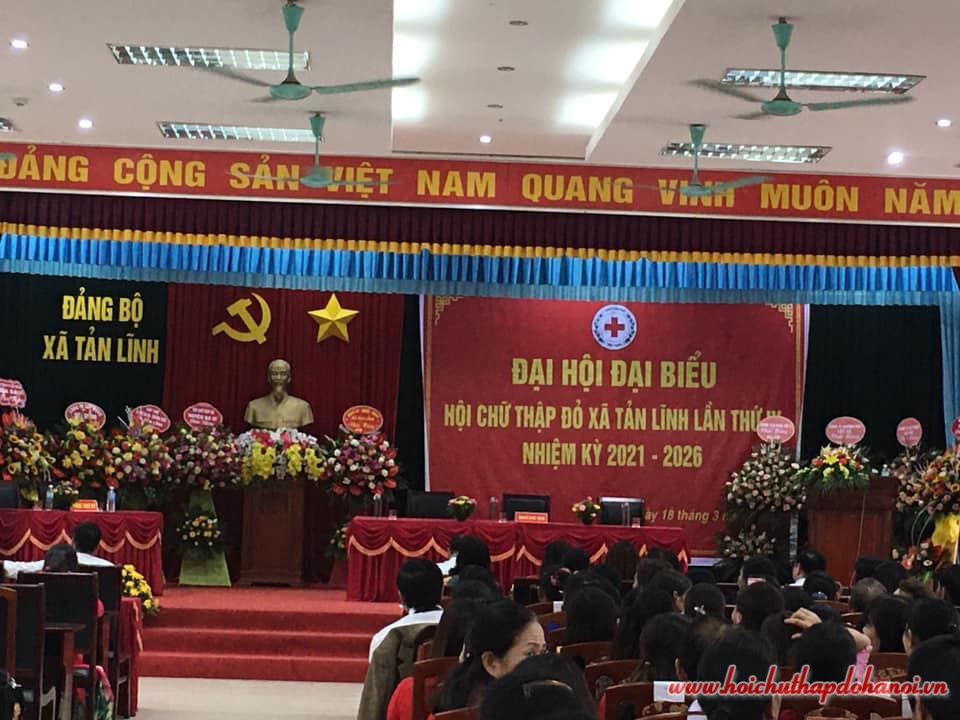 ĐẢNG CỘNG SẢN VIỆT NAM QUANG VINH MUÔN NĂM
ĐẢNG BỘ
XÃ TẢN LĨNH
ĐẠI HỘI ĐẠI BIỂU
HỘI CHỮ THẬP ĐỎ XÃ TẢN LĨNH LẦN THỨ IV
NHIỆM KỲ 2021 - 2026
18 tháng 3
www.hoichuthapdohanoi.vn